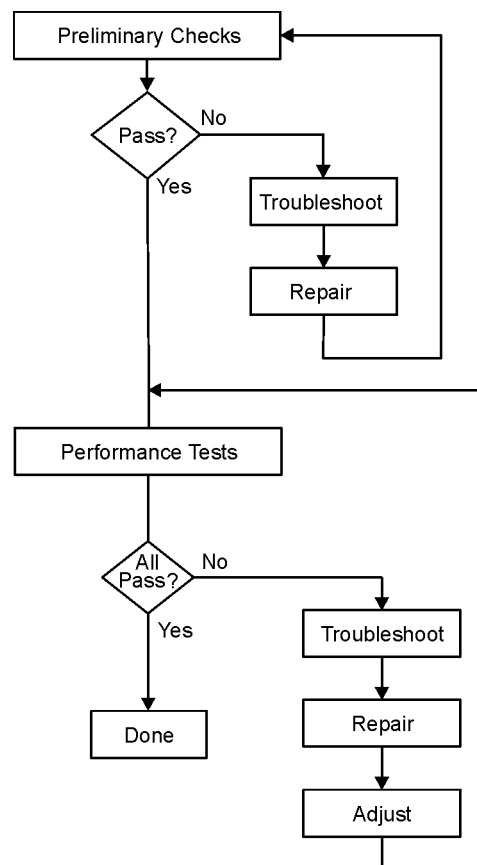 Preliminary Checks
Pass?
No
Yes
Troubleshoot
Repair
Performance Tests
All
Pass?
No
Yes
Troubleshoot
Done
Repair
Adjust